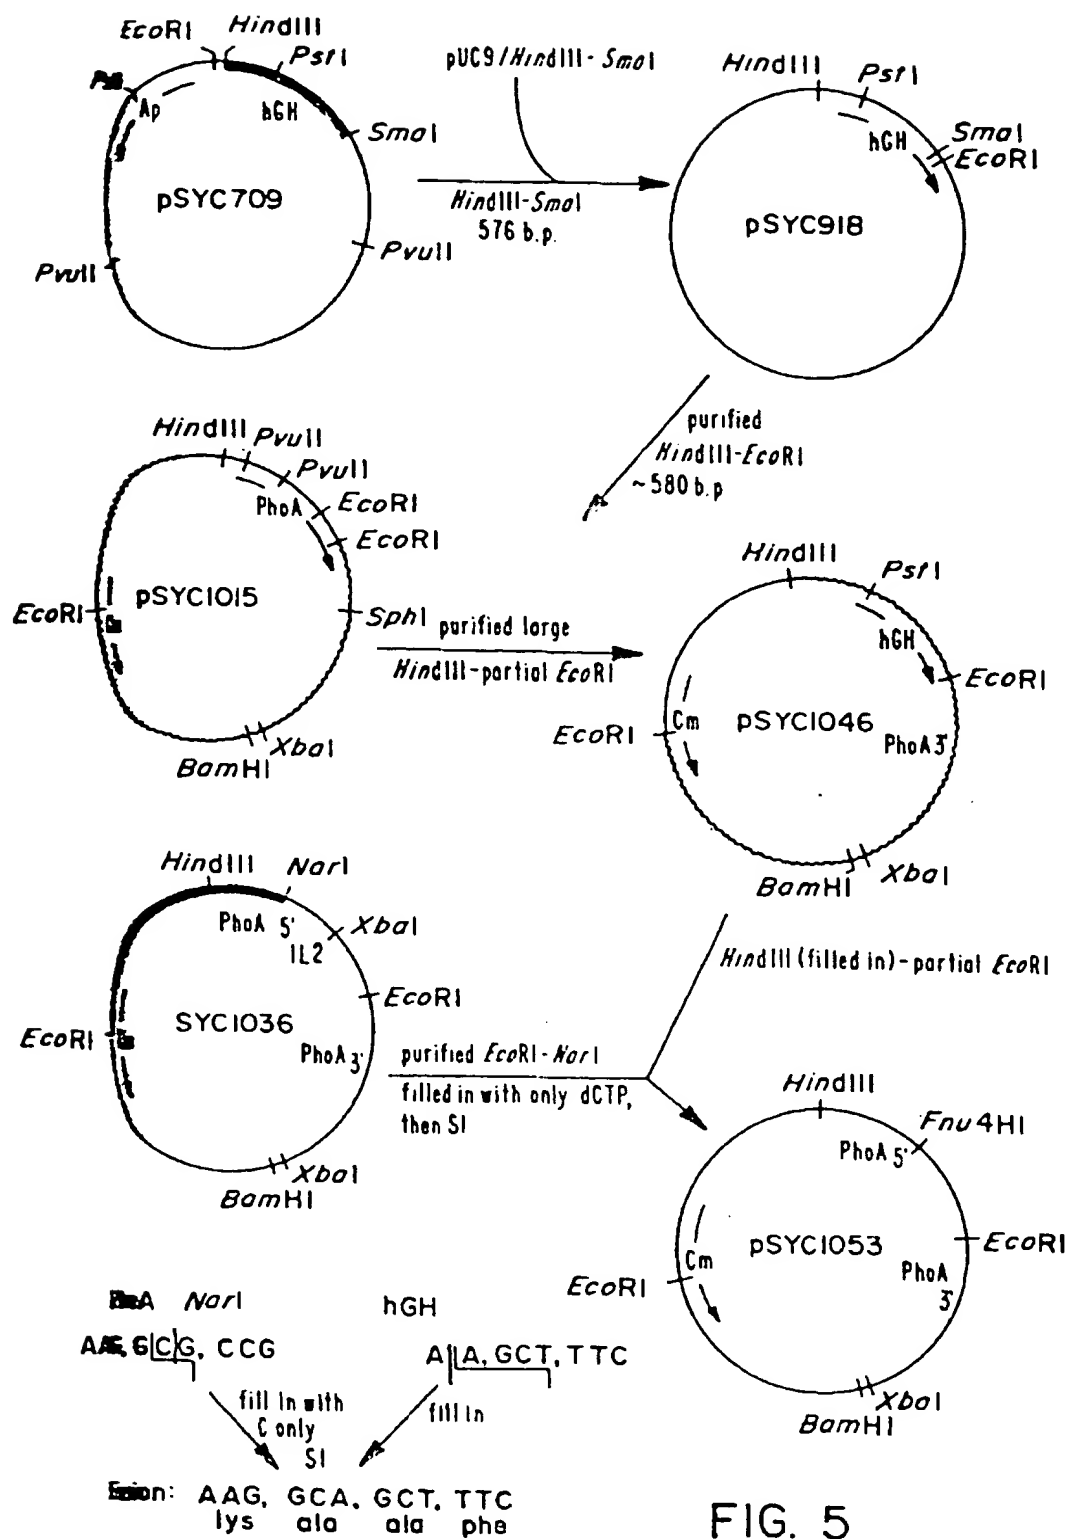 EcoRI HindIII
PstI
Ap
hGH
SmaI
pSYC709
PvuII
PvuII
pUC9/HindIII-SmaI
HindIII-SmaI
576 b.p.
HindIII
PstI
hGH
SmaI
EcoRI
pSYC918
purified
HindIII-EcoRI
~580 b.p
HindIII
PvuII
PvuII
PhoA
EcoRI
EcoRI
pSYC1015
EcoRI
SphI
XbaI
BamHI
purified large
HindIII-partial EcoRI
HindIII
PstI
hGH
EcoRI
Cm
pSYC1046
EcoRI
PhoA 3'
XbaI
BamHI
HindIII NarI
PhoA 5'
IL2
XbaI
EcoRI
SYC1036
EcoRI
PhoA 3'
XbaI
BamHI
HindIII (filled in)-partial EcoRI
purified EcoRI-NarI
filled in with only dCTP,
then S1
HindIII
PhoA 5'
Fnu4HI
EcoRI
pSYC1053
Cm
EcoRI
PhoA
3'
XbaI
BamHI
NarI
hGH
CG, CCG
A A, GCT, TTC
fill in with
C only
S1
fill in
AAG, GCA, GCT, TTC
lys ala ala phe
FIG. 5